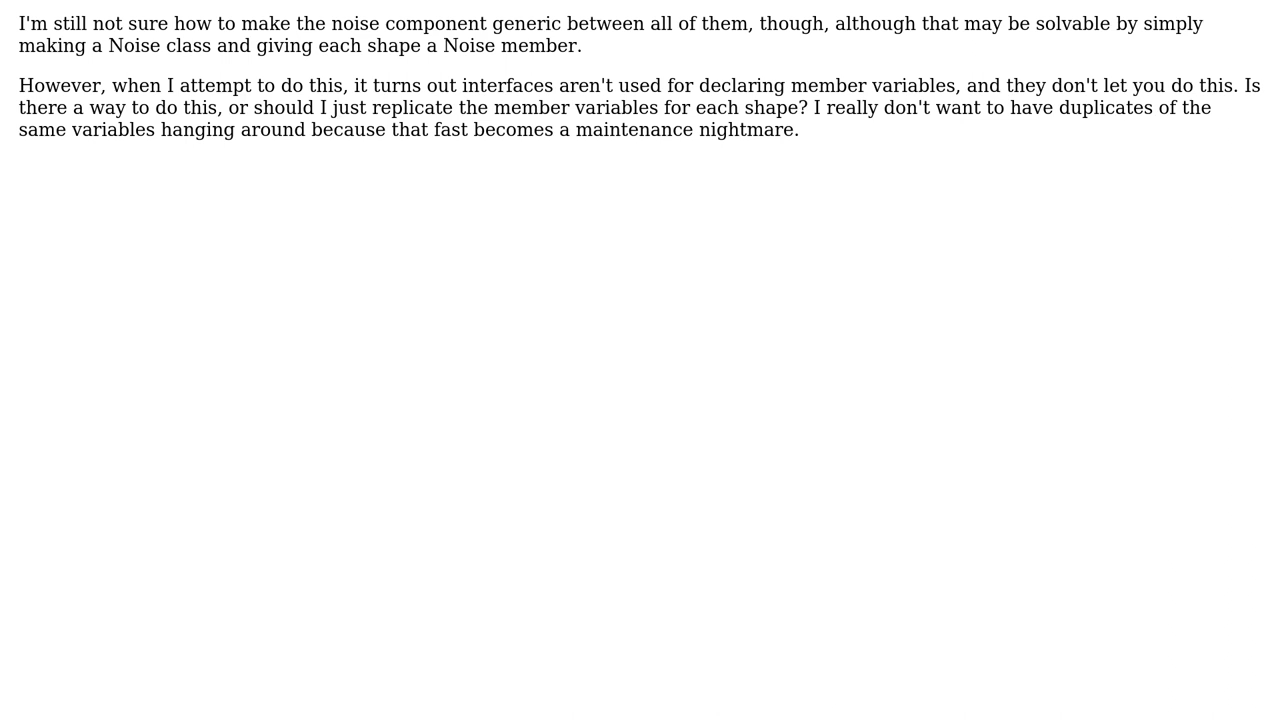 I'm still not sure how to make the noise component generic between all of them, though, although that may be solvable by simply
making a Noise class and giving each shape a Noise member.
However, when I attempt to do this, it turns out interfaces aren't used for declaring member variables, and they don't let you do this. Is
there a way to do this, or should I just replicate the member variables for each shape? I really don't want to have duplicates of the
same variables hanging around because that fast becomes a maintenance nightmare.